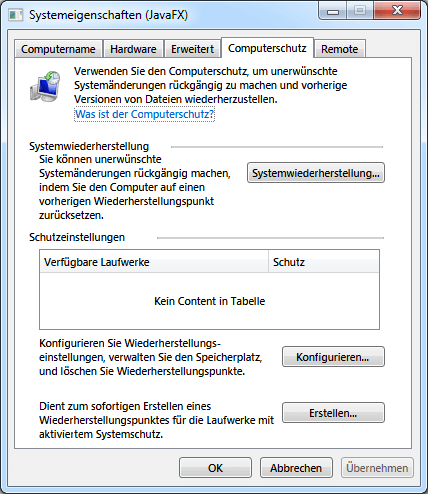 Systemeigenschaften (JavaFX)
Computername Hardware Erweitert Computerschutz Remote
Verwenden Sie den Computerschutz, um unerwünschte
Systemänderungen rückgängig zu machen und vorherige
Versionen von Dateien wiederherzustellen.
Was ist der Computerschutz?
Systemwiederherstellung
Sie können unerwünschte
Systemänderungen rückgängig machen,
indem Sie den Computer auf einen
vorherigen Wiederherstellungspunkt
zurücksetzen.
Systemwiederherstellung...
Schutzeinstellungen
Verfügbare Laufwerke Schutz
Kein Content in Tabelle
Konfigurieren Sie Wiederherstellungs-
einstellungen, verwalten Sie den Speicherplatz,
und löschen Sie Wiederherstellungspunkte.
Konfigurieren...
Dient zum sofortigen Erstellen eines
Wiederherstellungspunktes für die Laufwerke mit
aktiviertem Systemschutz.
Erstellen...
OK Abbrechen Übernehmen